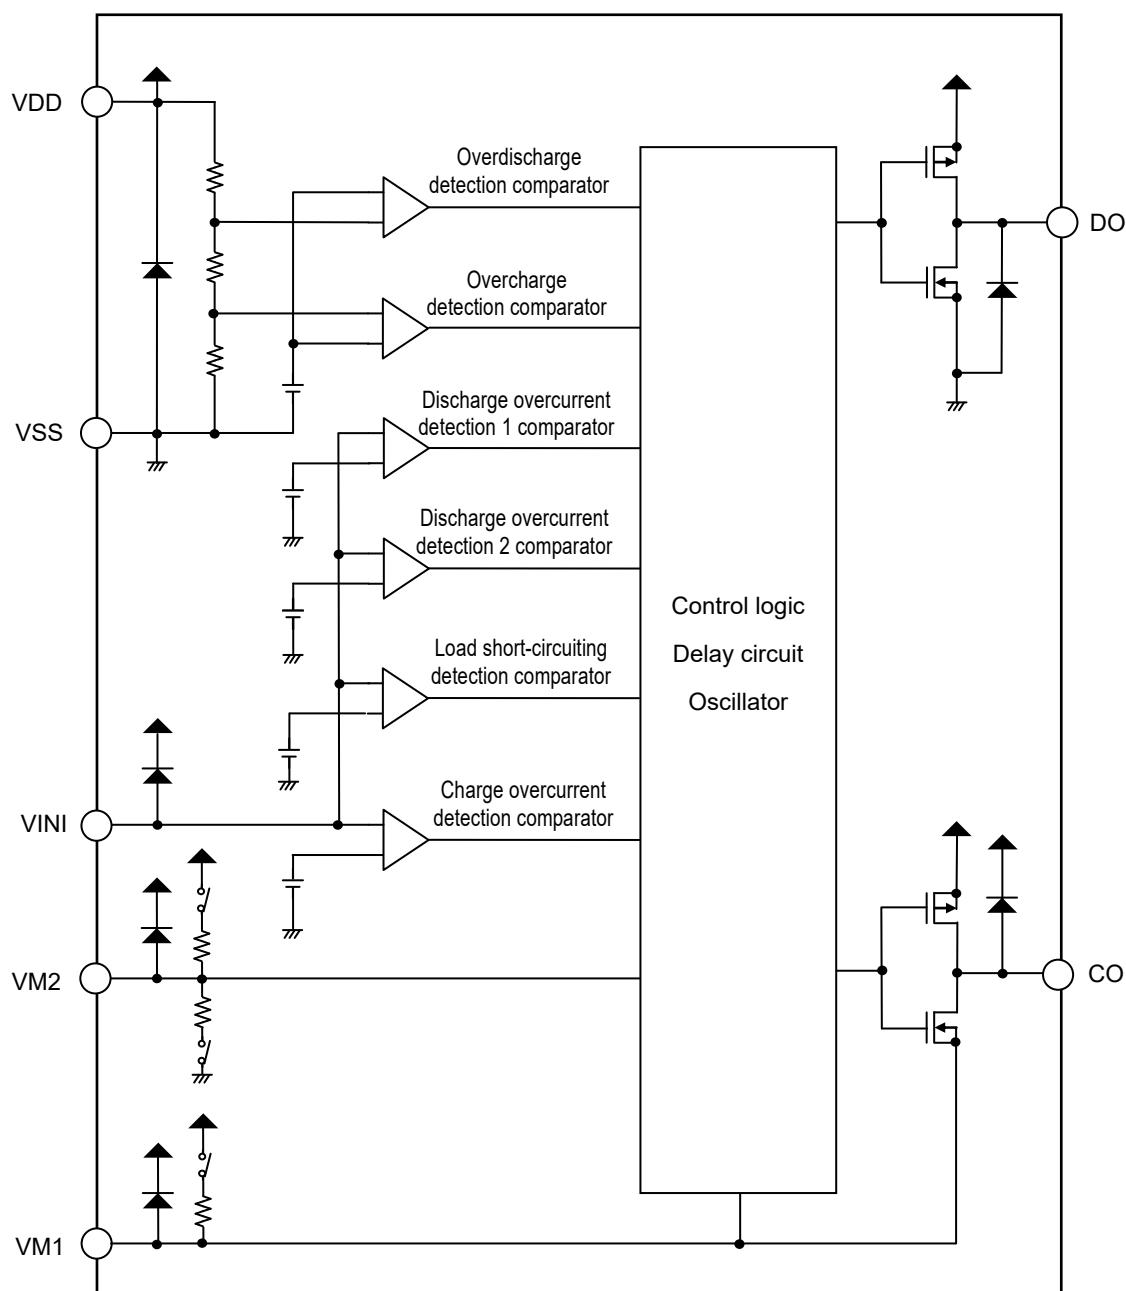 VDD
Overdischarge
detection comparator
DO
Overcharge
detection comparator
Discharge overcurrent
detection 1 comparator
VSS
Discharge overcurrent
detection 2 comparator
Control logic
Delay circuit
Oscillator
Load short-circuiting
detection comparator
VINI
Charge overcurrent
detection comparator
VM2
CO
VM1